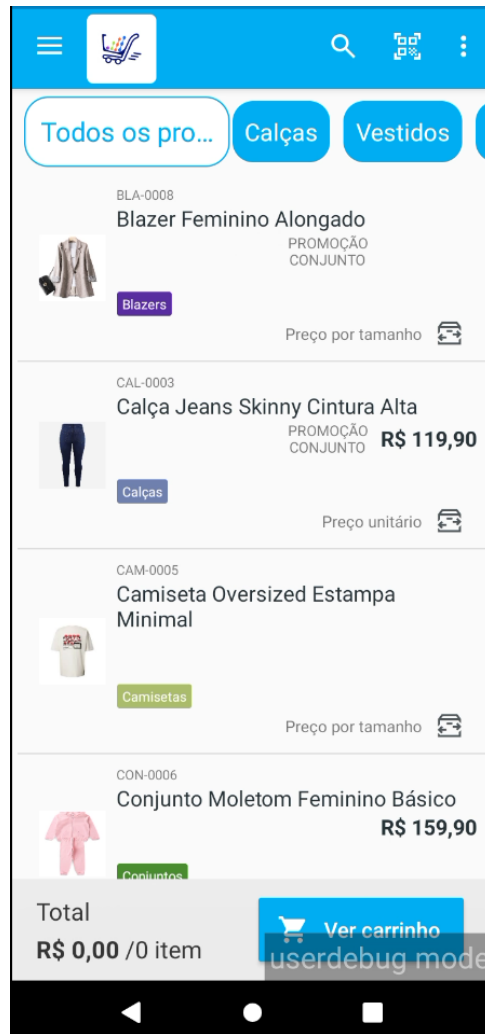 Todos os pro... Calças Vestidos
BLA-0008
Blazer Feminino Alongado
PROMOÇÃO
CONJUNTO
Blazers
Preço por tamanho
CAL-0003
Calça Jeans Skinny Cintura Alta
PROMOÇÃO
CONJUNTO R$ 119,90
Calças
Preço unitário
CAM-0005
Camiseta Oversized Estampa
Minimal
Camisetas
Preço por tamanho
CON-0006
Conjunto Moletom Feminino Básico
R$ 159,90
Conjuntos
Total
R$ 0,00 /0 item
Ver carrinho
userdebug mode